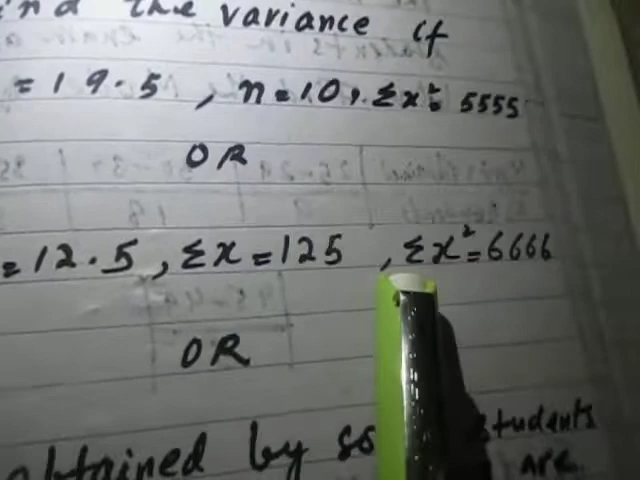 the variance if
= 19.5 , n = 10 , Σx² = 5555
OR
= 12.5 , Σx = 125 , Σx² = 6666
OR
obtained by students
are